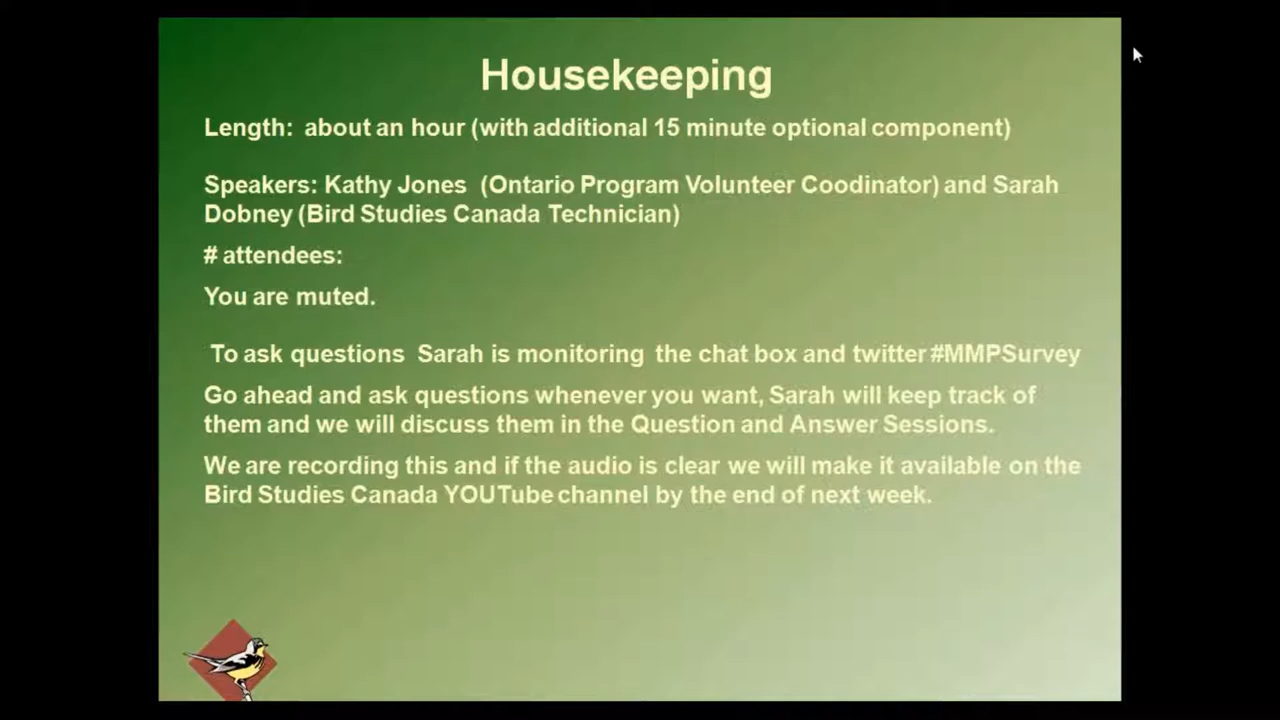 Housekeeping
Length: about an hour (with additional 15 minute optional component)
Speakers: Kathy Jones (Ontario Program Volunteer Coodinator) and Sarah
Dobney (Bird Studies Canada Technician)
# attendees:
You are muted.
To ask questions Sarah is monitoring the chat box and twitter #MMPSurvey
Go ahead and ask questions whenever you want, Sarah will keep track of
them and we will discuss them in the Question and Answer Sessions.
We are recording this and if the audio is clear we will make it available on the
Bird Studies Canada YOUTube channel by the end of next week.